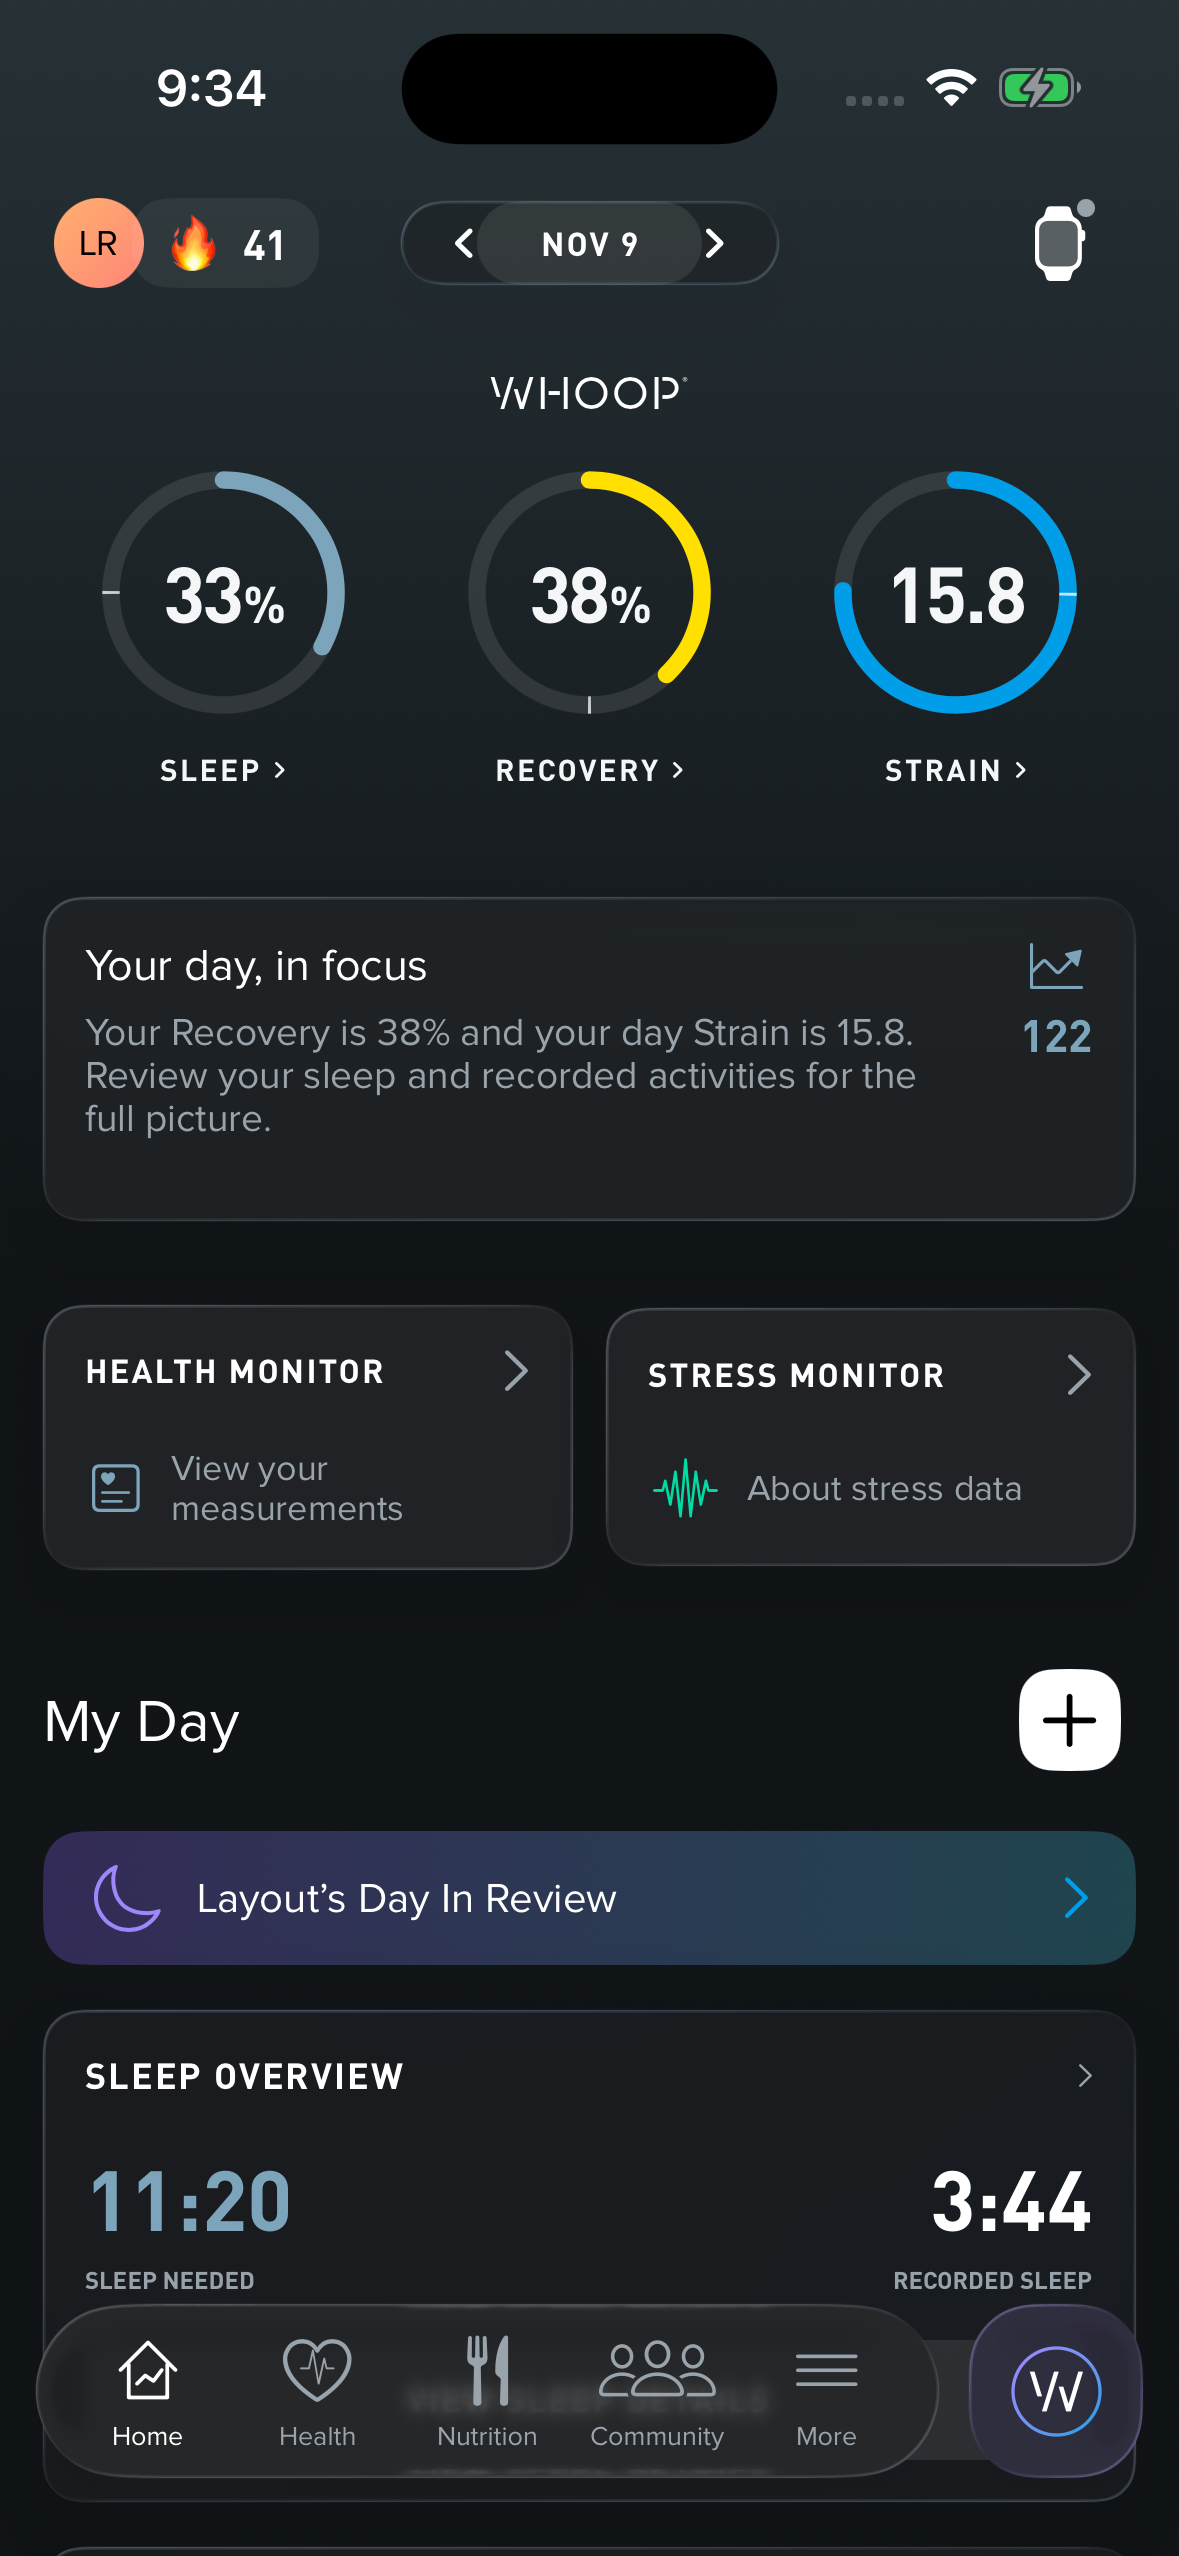 9:34
LR
🔥 41
NOV 9
WHOOP®
33%
38%
15.8
SLEEP
RECOVERY
STRAIN
Your day, in focus
Your Recovery is 38% and your day Strain is 15.8.
Review your sleep and recorded activities for the
full picture.
122
HEALTH MONITOR
View your
measurements
STRESS MONITOR
About stress data
My Day
Layout’s Day In Review
SLEEP OVERVIEW
11:20
3:44
SLEEP NEEDED
RECORDED SLEEP
VIEW SLEEP DETAILS
Home
Health
Nutrition
Community
More
W